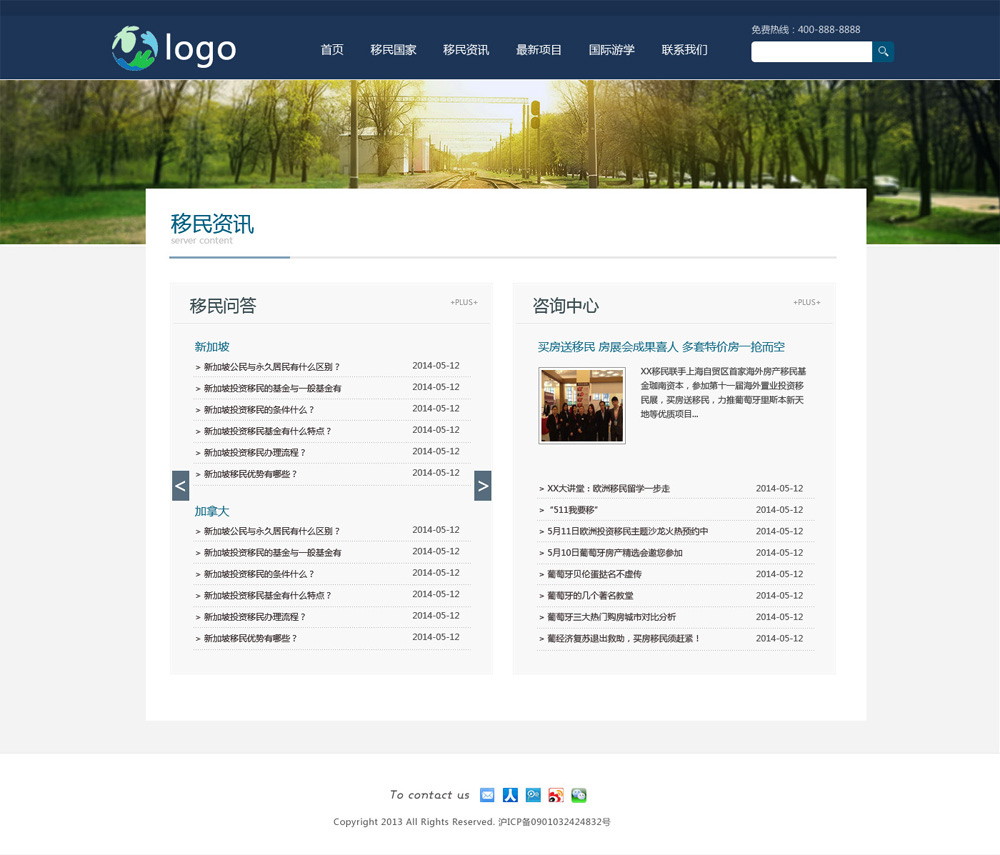 logo
首页 移民国家 移民资讯 最新项目 国际游学 联系我们
免费热线：400-888-8888
移民资讯
server content
移民问答
+PLUS+
新加坡
> 新加坡公民与永久居民有什么区别？ 2014-05-12
> 新加坡投资移民的基金与一般基金有 2014-05-12
> 新加坡投资移民的条件什么？ 2014-05-12
> 新加坡投资移民基金有什么特点？ 2014-05-12
> 新加坡投资移民办理流程？ 2014-05-12
> 新加坡移民优势有哪些？ 2014-05-12
< >
加拿大
> 新加坡公民与永久居民有什么区别？ 2014-05-12
> 新加坡投资移民的基金与一般基金有 2014-05-12
> 新加坡投资移民的条件什么？ 2014-05-12
> 新加坡投资移民基金有什么特点？ 2014-05-12
> 新加坡投资移民办理流程？ 2014-05-12
> 新加坡移民优势有哪些？ 2014-05-12
咨询中心
+PLUS+
买房送移民 房展会成果喜人 多套特价房一抢而空
XX移民联手上海自贸区首家海外房产移民基
金珈南资本，参加第十一届海外置业投资移
民展，买房送移民，力推葡萄牙里斯本新天
地等优质项目...
> XX大讲堂：欧洲移民留学一步走 2014-05-12
> “511我要移” 2014-05-12
> 5月11日欧洲投资移民主题沙龙火热预约中 2014-05-12
> 5月10日葡萄牙房产精选会邀您参加 2014-05-12
> 葡萄牙贝伦蛋挞名不虚传 2014-05-12
> 葡萄牙的几个著名教堂 2014-05-12
> 葡萄牙三大热门购房城市对比分析 2014-05-12
> 葡经济复苏退出救助，买房移民须赶紧！ 2014-05-12
To contact us
Copyright 2013 All Rights Reserved. 沪ICP备0901032424832号